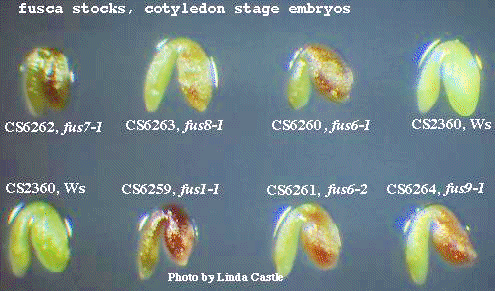 fusca stocks, cotyledon stage embryos
CS6262, fus7-1
CS6263, fus8-1
CS6260, fus6-1
CS2360, Ws
CS2360, Ws
CS6259, fus1-1
CS6261, fus6-2
CS6264, fus9-1
Photo by Linda Castle